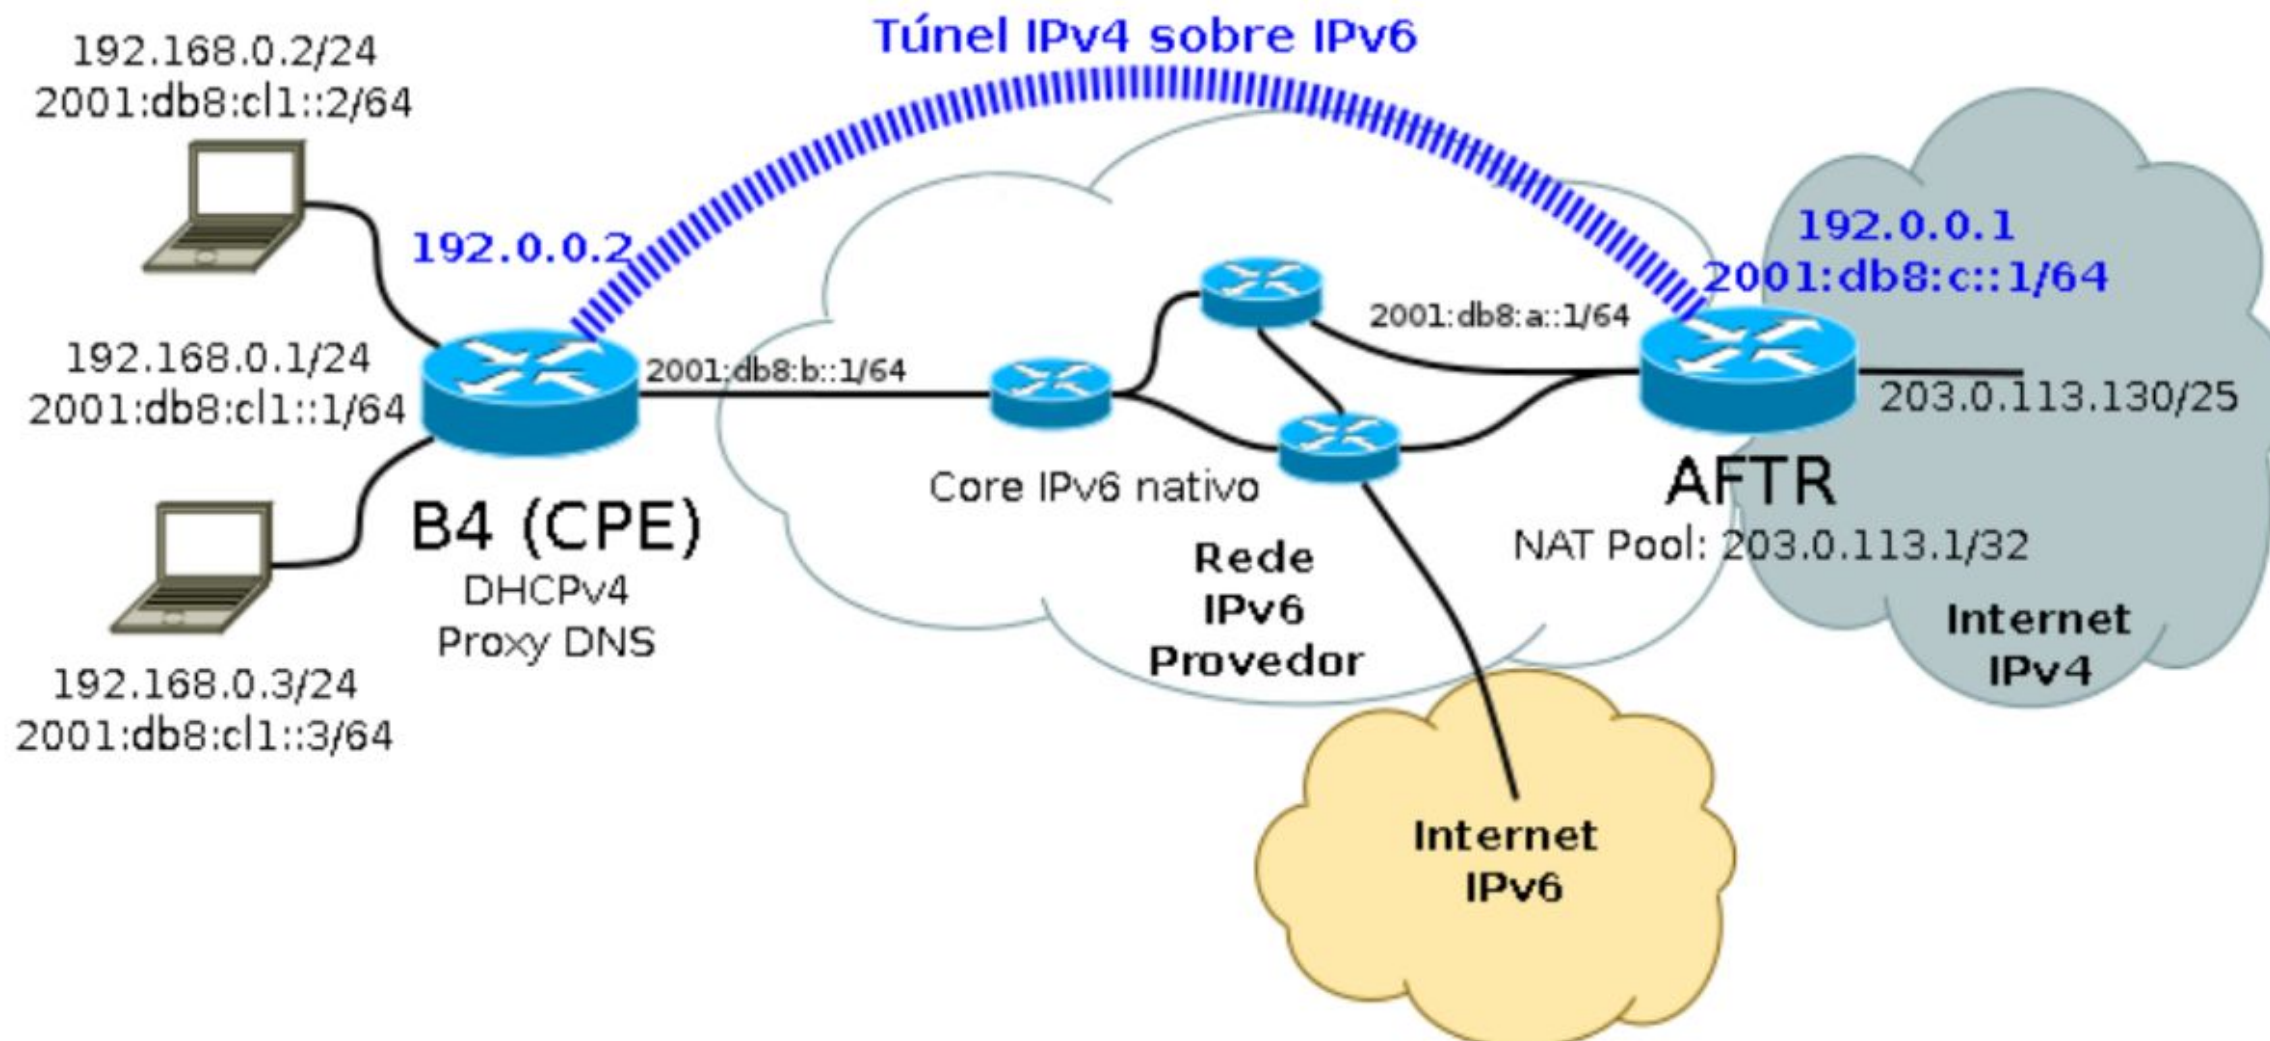 Túnel IPv4 sobre IPv6
192.168.0.2/24
2001:db8:cl1::2/64
192.0.0.2
192.0.0.1
2001:db8:c::1/64
192.168.0.1/24
2001:db8:cl1::1/64
2001:db8:b::1/64
2001:db8:a::1/64
203.0.113.130/25
B4 (CPE)
DHCPv4
Proxy DNS
Core IPv6 nativo
AFTR
NAT Pool: 203.0.113.1/32
Rede
IPv6
Provedor
Internet
IPv4
192.168.0.3/24
2001:db8:cl1::3/64
Internet
IPv6